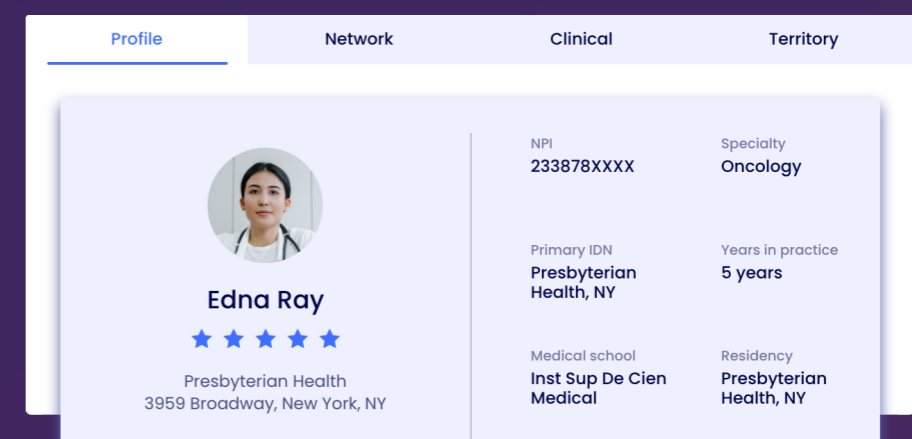 Profile
Network
Clinical
Territory
Edna Ray
Presbyterian Health
3959 Broadway, New York, NY
NPI
233878XXXX
Specialty
Oncology
Primary IDN
Presbyterian
Health, NY
Years in practice
5 years
Medical school
Inst Sup De Cien
Medical
Residency
Presbyterian
Health, NY